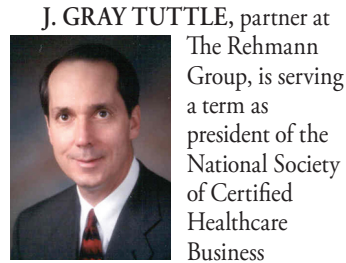 J. GRAY TUTTLE, partner at
The Rehmann
Group, is serving
a term as
president of the
National Society
of Certified
Healthcare
Business